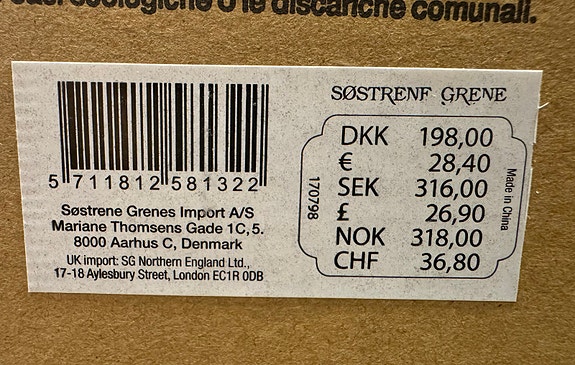 ecologiche o le discariche comunali.
5 711812 581322
Søstrene Grenes Import A/S
Mariane Thomsens Gade 1C, 5.
8000 Aarhus C, Denmark
UK import: SG Northern England Ltd.,
17-18 Aylesbury Street, London EC1R 0DB
SØSTRENE GRENE
DKK 198,00
€ 28,40
SEK 316,00
£ 26,90
NOK 318,00
CHF 36,80
170798
Made in China